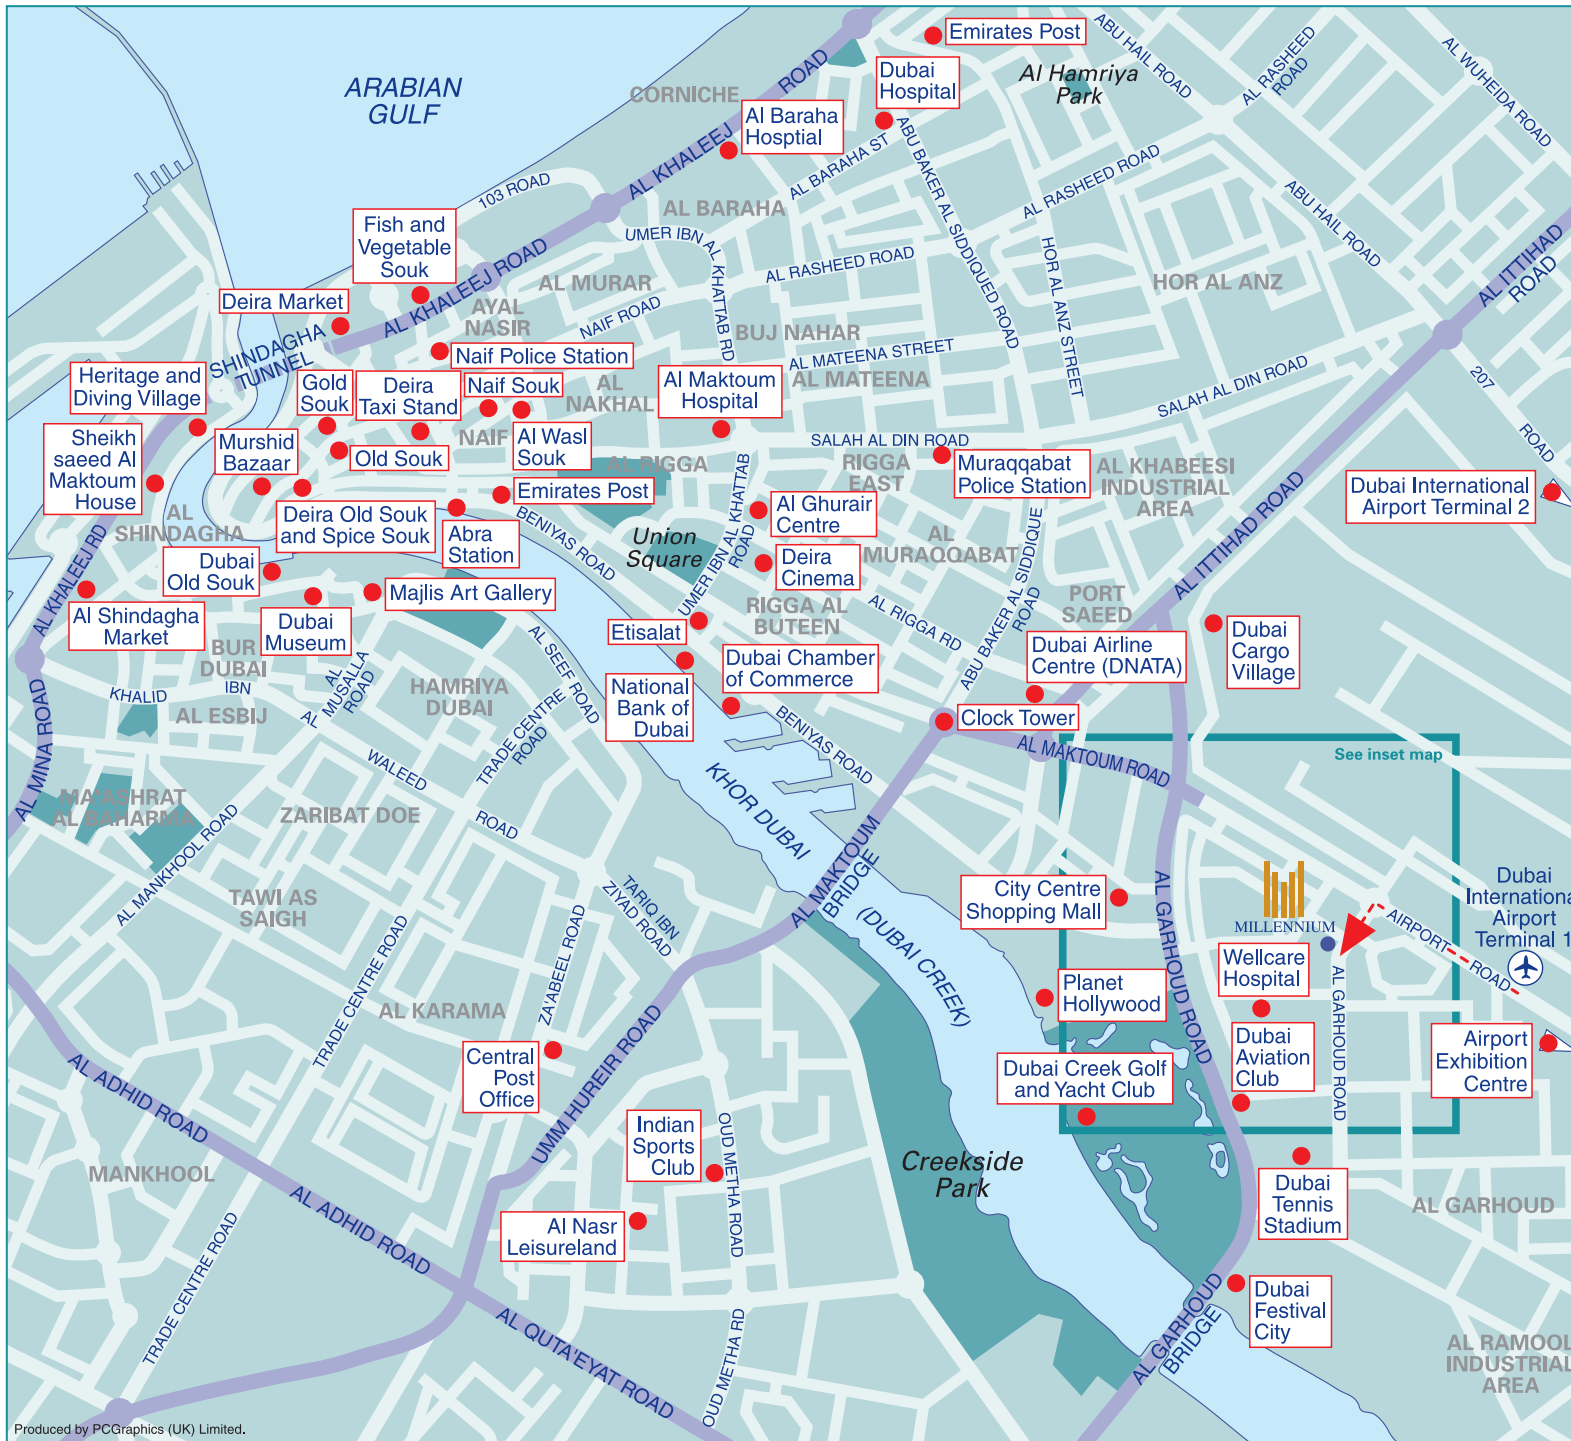 Emirates Post
ABU HAIL ROAD
AL RASHEED
ROAD
AL WUHEIDA ROAD
ARABIAN
GULF
CORNICHE
ROAD
Dubai
Hospital
Al Hamriya
Park
Al Baraha
Hosptial
AL KHALEEJ
AL BARAHA ST
ABU BAKER AL SIDDIQUED ROAD
AL RASHEED ROAD
ABU HAIL ROAD
103 ROAD
AL BARAHA
Fish and
Vegetable
Souk
UMER IBN AL KHATTAB RD
AL RASHEED ROAD
HOR AL ANZ STREET
HOR AL ANZ
AL ITTIHAD
ROAD
Deira Market
AL KHALEEJ ROAD
AL MURAR
AYAL
NASIR
NAIF ROAD
BUJ NAHAR
SHINDAGHA
TUNNEL
Naif Police Station
AL MATEENA STREET
AL MATEENA
SALAH AL DIN ROAD
207
ROAD
Heritage and
Diving Village
Gold
Souk
Deira
Taxi Stand
Naif Souk
AL
NAKHAL
Al Maktoum
Hospital
Sheikh
saeed Al
Maktoum
House
Murshid
Bazaar
Old Souk
NAIF
Al Wasl
Souk
AL RIGGA
SALAH AL DIN ROAD
RIGGA
EAST
Muraqqabat
Police Station
AL KHABEESI
INDUSTRIAL
AREA
Dubai International
Airport Terminal 2
Emirates Post
AL
SHINDAGHA
Deira Old Souk
and Spice Souk
Abra
Station
BENIYAS ROAD
Union
Square
UMER IBN AL KHATTAB
ROAD
Al Ghurair
Centre
AL
MURAQQABAT
AL ITTIHAD ROAD
AL KHALEEJ RD
Dubai
Old Souk
Deira
Cinema
ABU BAKER AL SIDDIQUE
ROAD
Al Shindagha
Market
Dubai
Museum
Majlis Art Gallery
RIGGA AL
BUTEEN
AL RIGGA RD
PORT
SAEED
Etisalat
Dubai
Cargo
Village
BUR
DUBAI
AL SEEF ROAD
Dubai Chamber
of Commerce
Dubai Airline
Centre (DNATA)
KHALID
IBN
AL
MUSALLA
ROAD
AL
HAMRIYA
DUBAI
National
Bank of
Dubai
AL ESBIJ
TRADE CENTRE
ROAD
BENIYAS ROAD
Clock Tower
AL MINA ROAD
WALEED
ROAD
AL MAKTOUM ROAD
See inset map
KHOR DUBAI
MA'ASHRAT
AL BAHARMA
ZARIBAT DOE
AL MANKHOOL ROAD
AL MAKTOUM
BRIDGE
TAWI AS
SAIGH
TARIQ IBN
ZIYAD ROAD
City Centre
Shopping Mall
AL GARHOUD ROAD
MILLENNIUM
Dubai
Internationa
Airport
Terminal 1
AIRPORT
ROAD
TRADE CENTRE ROAD
ZA'ABEEL ROAD
(DUBAI CREEK)
Wellcare
Hospital
AL GARHOUD ROAD
AL KARAMA
Planet
Hollywood
Central
Post
Office
UMM HUREIR ROAD
Dubai Creek Golf
and Yacht Club
Dubai
Aviation
Club
Airport
Exhibition
Centre
AL ADHID ROAD
Indian
Sports
Club
OUD METHA ROAD
Creekside
Park
MANKHOOL
AL ADHID ROAD
Dubai
Tennis
Stadium
AL GARHOUD
Al Nasr
Leisureland
TRADE CENTRE ROAD
Dubai
Festival
City
AL QUTA'EYAT ROAD
OUD METHA RD
AL GARHOUD
BRIDGE
AL RAMOOL
INDUSTRIAL
AREA
Produced by PCGraphics (UK) Limited.